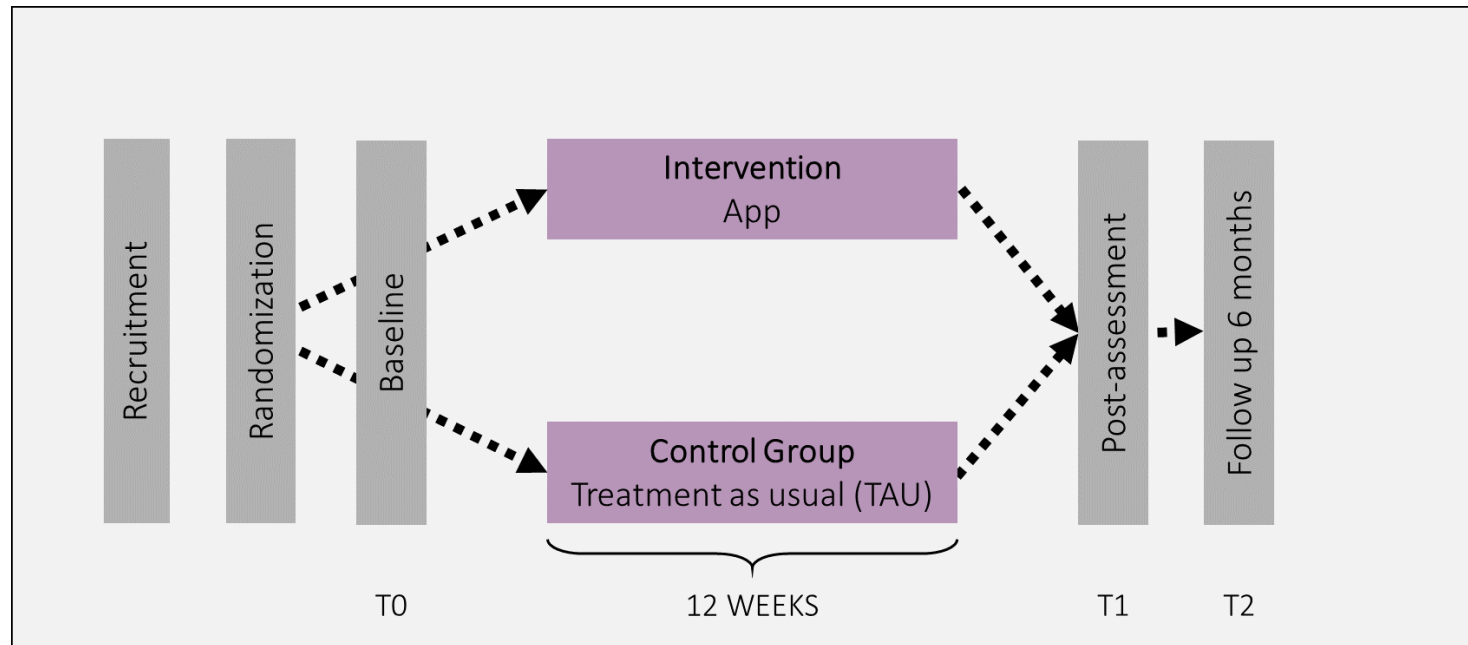 Recruitment
Randomization
Baseline
Intervention
App
Control Group
Treatment as usual (TAU)
Post-assessment
Follow up 6 months
T0
12 WEEKS
T1
T2